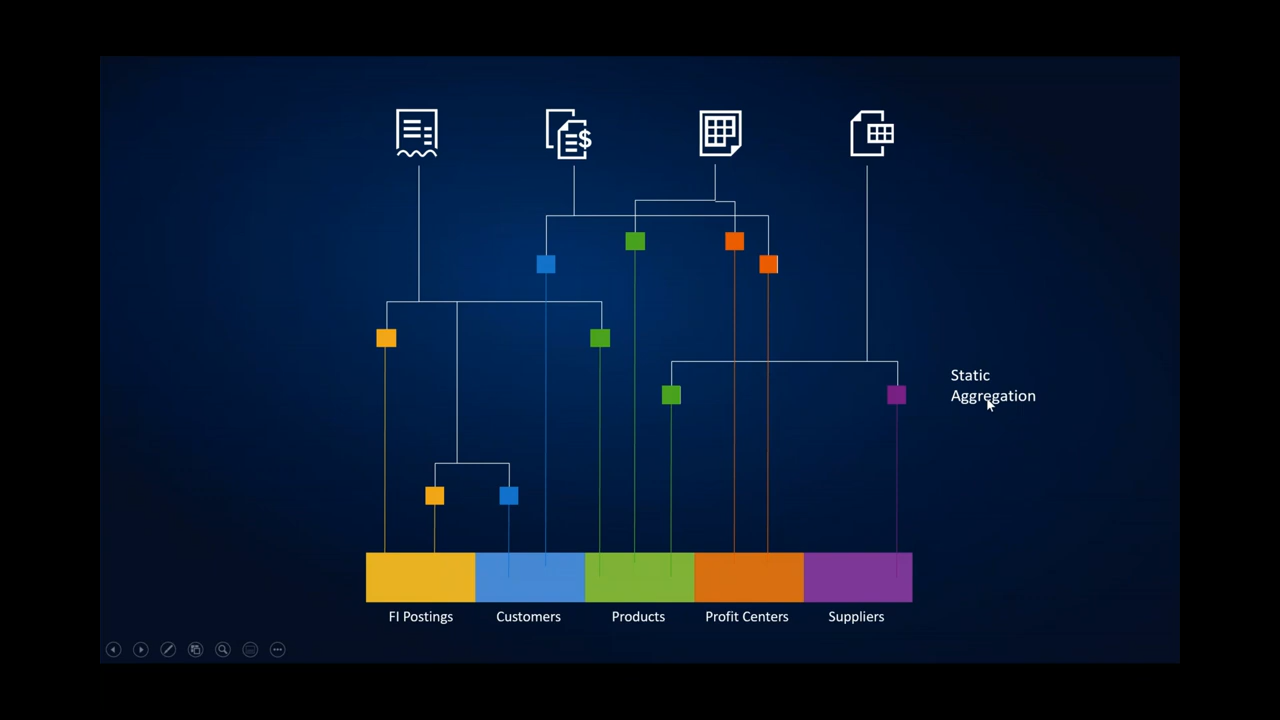 $
Static
Aggregation
FI Postings
Customers
Products
Profit Centers
Suppliers